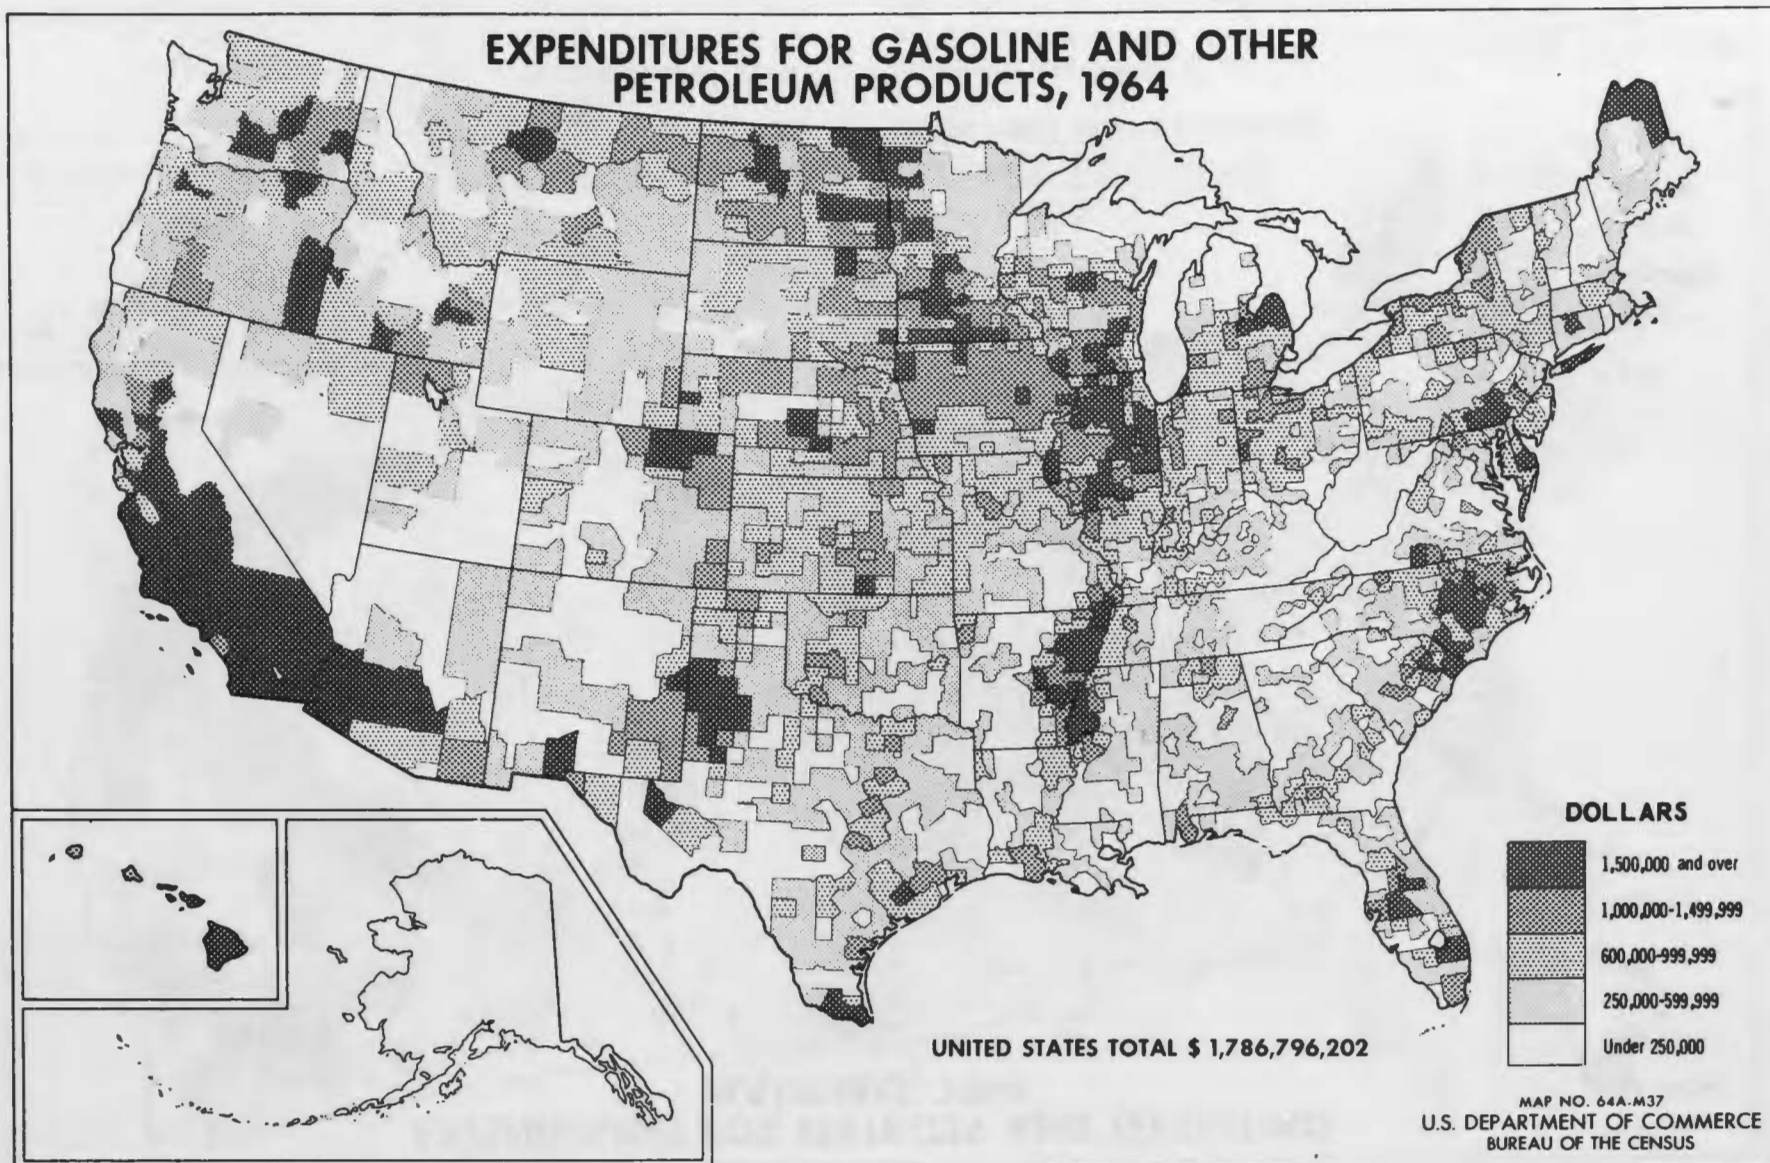 EXPENDITURES FOR GASOLINE AND OTHER
PETROLEUM PRODUCTS, 1964
DOLLARS
1,500,000 and over
1,000,000-1,499,999
600,000-999,999
250,000-599,999
Under 250,000
UNITED STATES TOTAL $ 1,786,796,202
MAP NO. 64A-M37
U.S. DEPARTMENT OF COMMERCE
BUREAU OF THE CENSUS